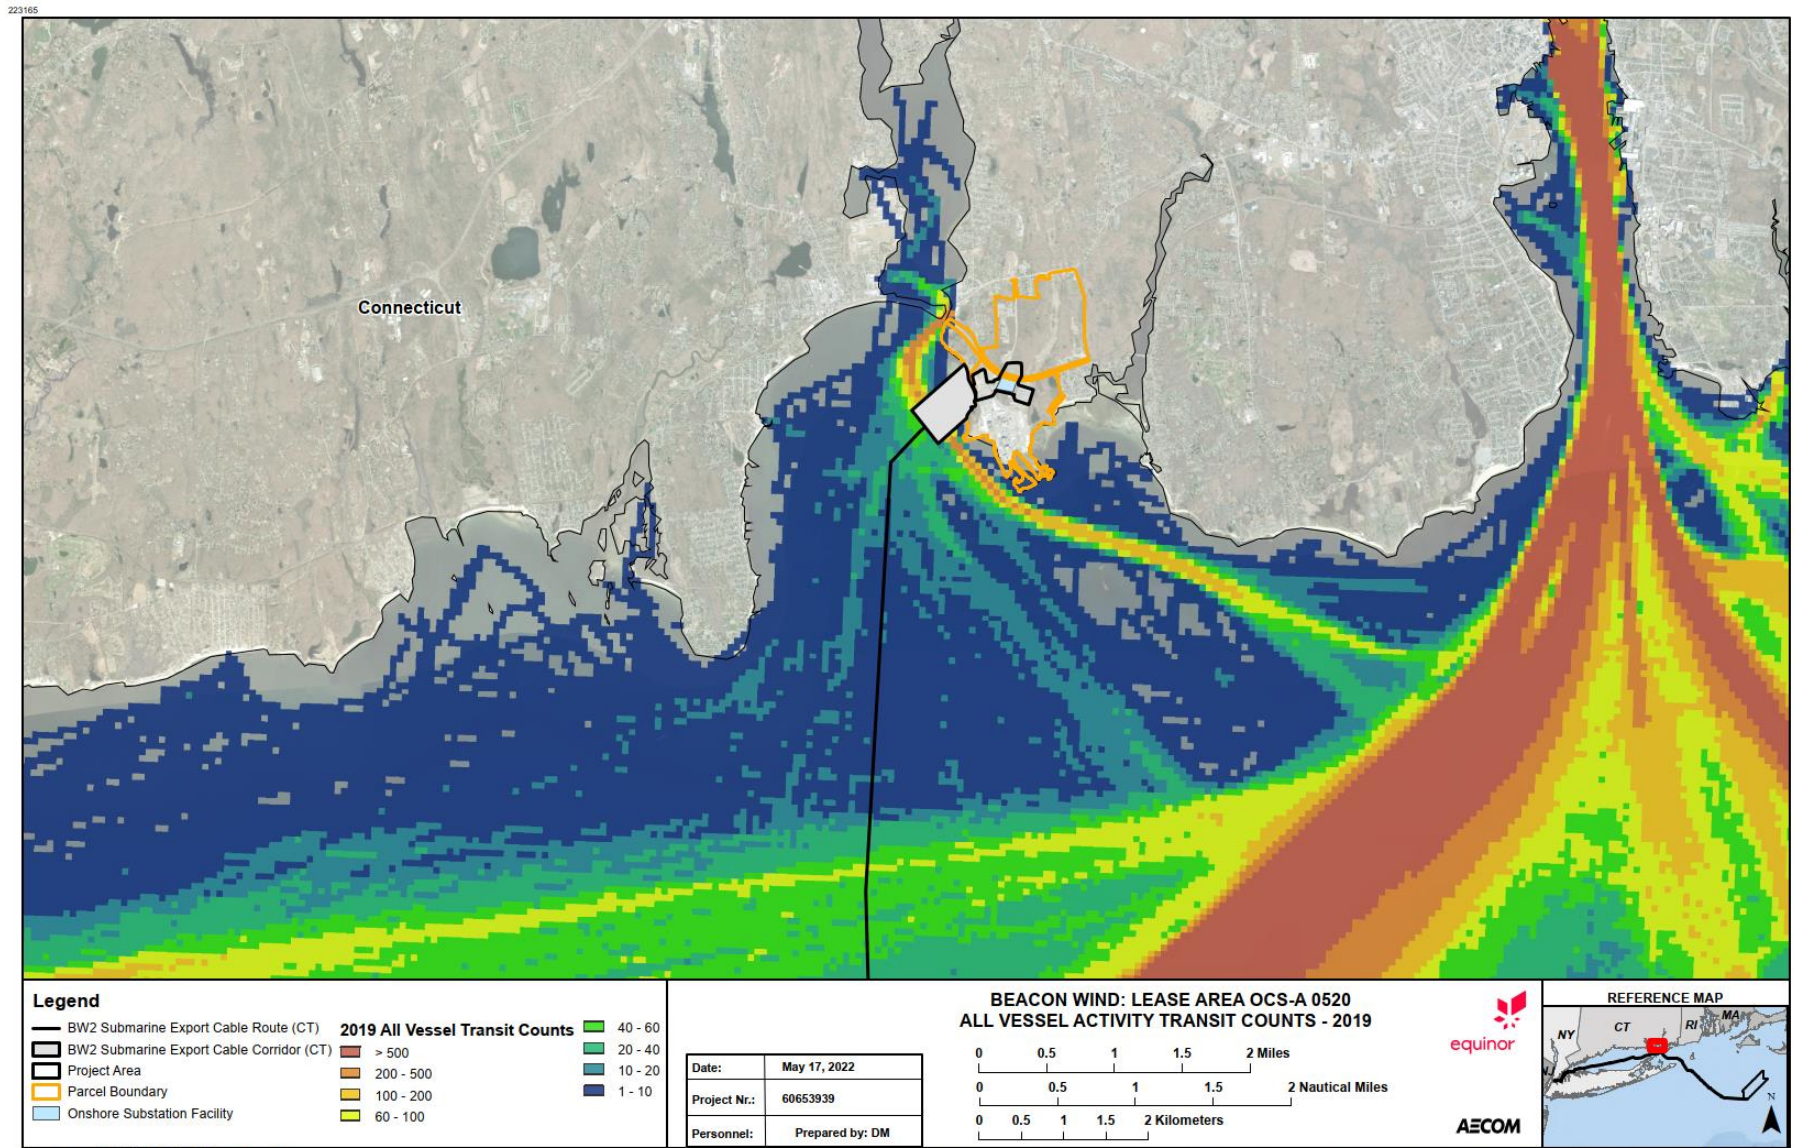 223165
Connecticut
Legend
BW2 Submarine Export Cable Route (CT)
BW2 Submarine Export Cable Corridor (CT)
Project Area
Parcel Boundary
Onshore Substation Facility
2019 All Vessel Transit Counts
> 500
200 - 500
100 - 200
60 - 100
40 - 60
20 - 40
10 - 20
1 - 10
Date: May 17, 2022
Project Nr.: 60653939
Personnel: Prepared by: DM
BEACON WIND: LEASE AREA OCS-A 0520
ALL VESSEL ACTIVITY TRANSIT COUNTS - 2019
0 0.5 1 1.5 2 Miles
0 0.5 1 1.5 2 Nautical Miles
0 0.5 1 1.5 2 Kilometers
equinor
AECOM
REFERENCE MAP
NY CT RI MA
N